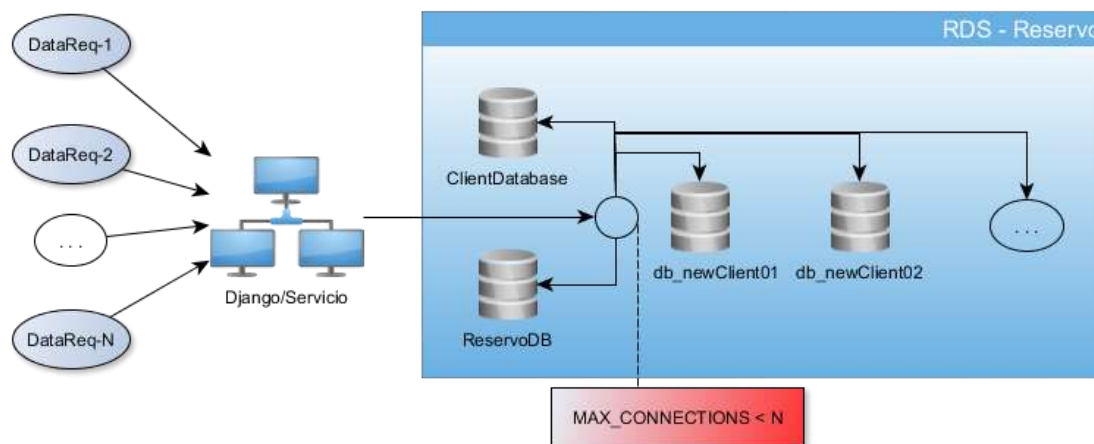 DataReq-1
RDS - Reservo
DataReq-2
ClientDatabase
. . .
. . .
db_newClient01
db_newClient02
Django/Servicio
DataReq-N
ReservoDB
MAX_CONNECTIONS < N